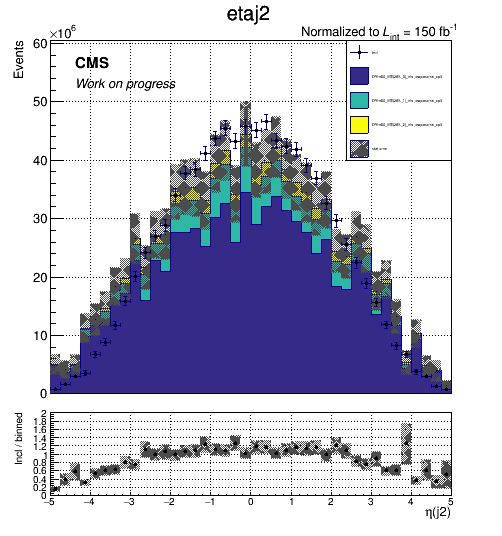 etaj2
×10⁶
Normalized to L_int = 150 fb⁻¹
Events
CMS
Work on progress
60
50
40
30
20
10
0
Incl / binned
2
1.8
1.6
1.4
1.2
1
0.8
0.6
0.4
0.2
0
−5 −4 −3 −2 −1 0 1 2 3 4 5
η(j2)